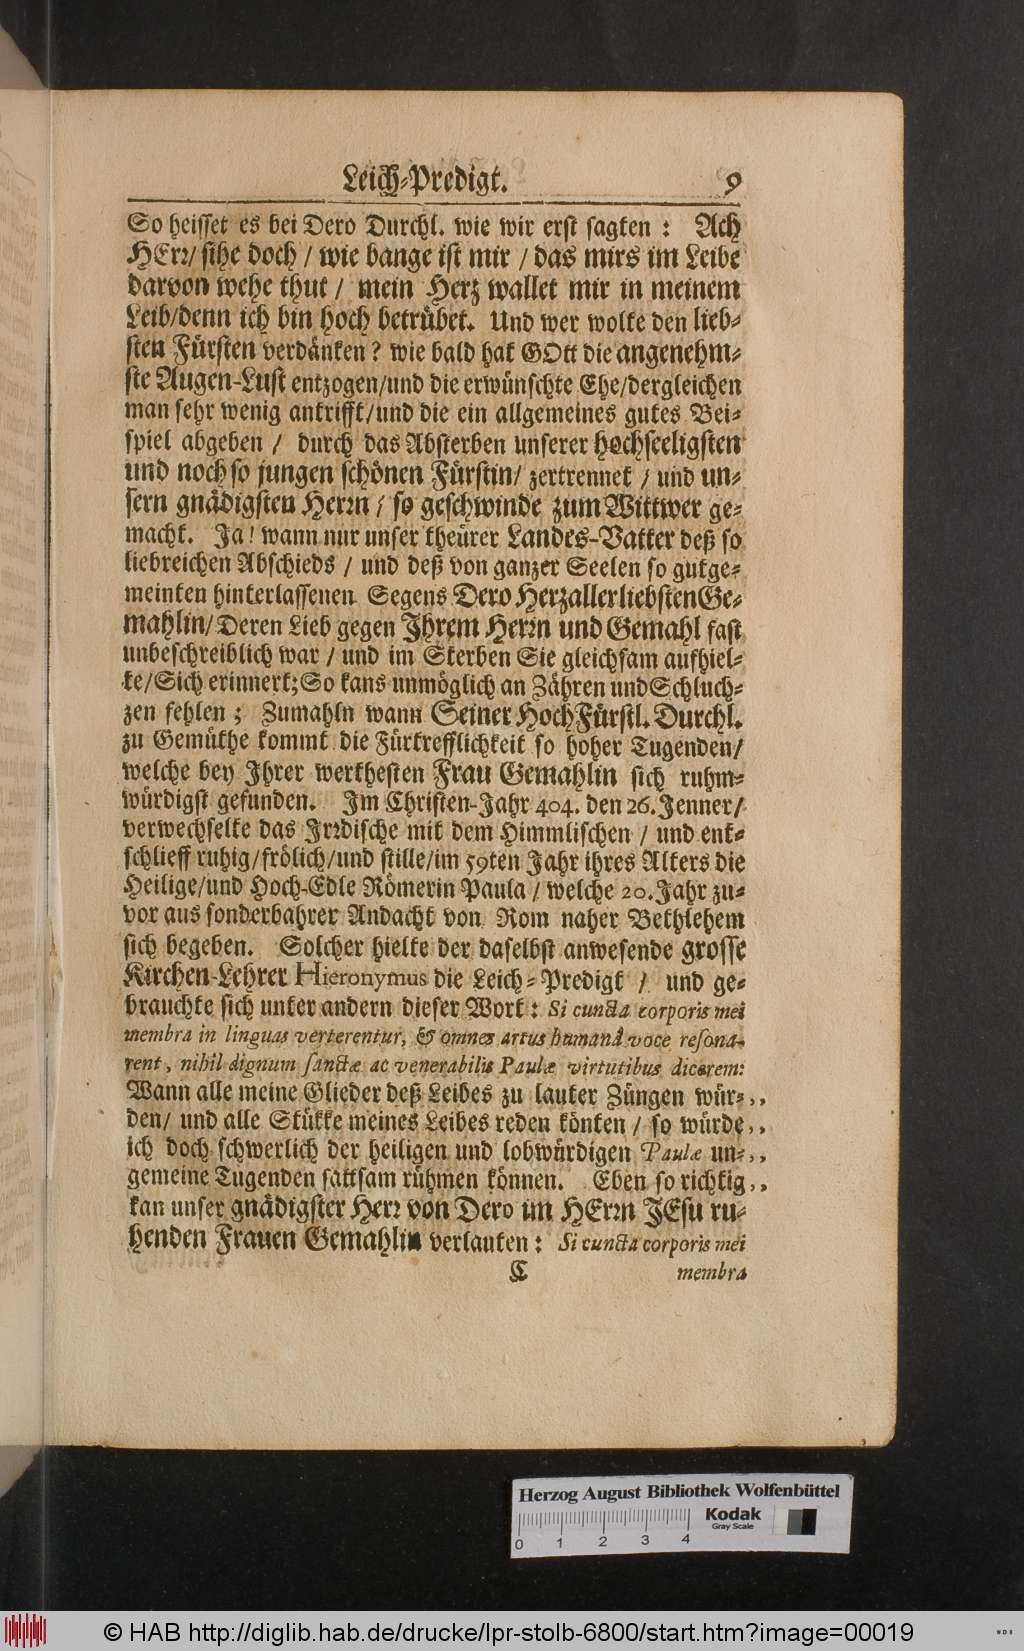 Leich-Predigt. 9
So heisset es bei Dero Durchl. wie wir erst sagten: Ach
HErr/ sihe doch / wie bange ist mir / das mirs im Leibe
darvon wehe thut / mein Herz wallet mir in meinem
Leib/denn ich bin hoch betrübet. Und wer wolte den lieb-
sten Fürsten verdänken? wie bald hat GOtt die angenehm-
ste Augen-Lust entzogen/und die erwünschte Ehe/dergleichen
man sehr wenig antrifft/und die ein allgemeines gutes Bei-
spiel abgeben / durch das Absterben unserer hochseeligsten
und noch so jungen schönen Fürstin/ zertrennet / und un-
sern gnädigsten Herrn / so geschwinde zum Wittwer ge-
macht. Ja! wann nur unser theürer Landes-Vatter deß so
liebreichen Abschieds / und deß von ganzer Seelen so gutge-
meinten hinterlassenen Segens Dero Herzallerliebsten Ge-
mahlin/ Deren Lieb gegen Ihrem Herrn und Gemahl fast
unbeschreiblich war / und im Sterben Sie gleichsam aufhiel-
te/Sich erinnert; So kans unmöglich an Zähren und Schluch-
zen fehlen; Zumahln wann Seiner HochFürstl. Durchl.
zu Gemüthe kommt die Fürtrefflichkeit so hoher Tugenden/
welche bey Ihrer werthesten Frau Gemahlin sich ruhm-
würdigst gefunden. Im Christen-Jahr 404. den 26. Jenner/
verwechselte das Irrdische mit dem Himmlischen / und ent-
schlieff ruhig/frölich/und stille/im 59ten Jahr ihres Alters die
Heilige/und Hoch-Edle Römerin Paula / welche 20. Jahr zu-
vor aus sonderbahrer Andacht von Rom naher Bethlehem
sich begeben. Solcher hielte der daselbst anwesende grosse
Kirchen-Lehrer Hieronymus die Leich-Predigt / und ge-
brauchte sich unter andern dieser Wort: Si cuncta corporis mei
membra in linguas verterentur, & omnes artus humanâ voce resona-
rent, nihil dignum sanctæ ac venerabilis Paulæ virtutibus dicerem:
Wann alle meine Glieder deß Leibes zu lauter Züngen wür-,,
den/ und alle Stükke meines Leibes reden könten / so würde,,
ich doch schwerlich der heiligen und lobwürdigen Paulæ un-,,
gemeine Tugenden sattsam rühmen können. Eben so richtig,,
kan unser gnädigster Herr von Dero im HErrn JEsu ru-
henden Frauen Gemahlin verlauten: Si cuncta corporis mei
C membra
Herzog August Bibliothek Wolfenbüttel
Kodak
Gray Scale
0 1 2 3 4
© HAB http://diglib.hab.de/drucke/lpr-stolb-6800/start.htm?image=00019
WDB